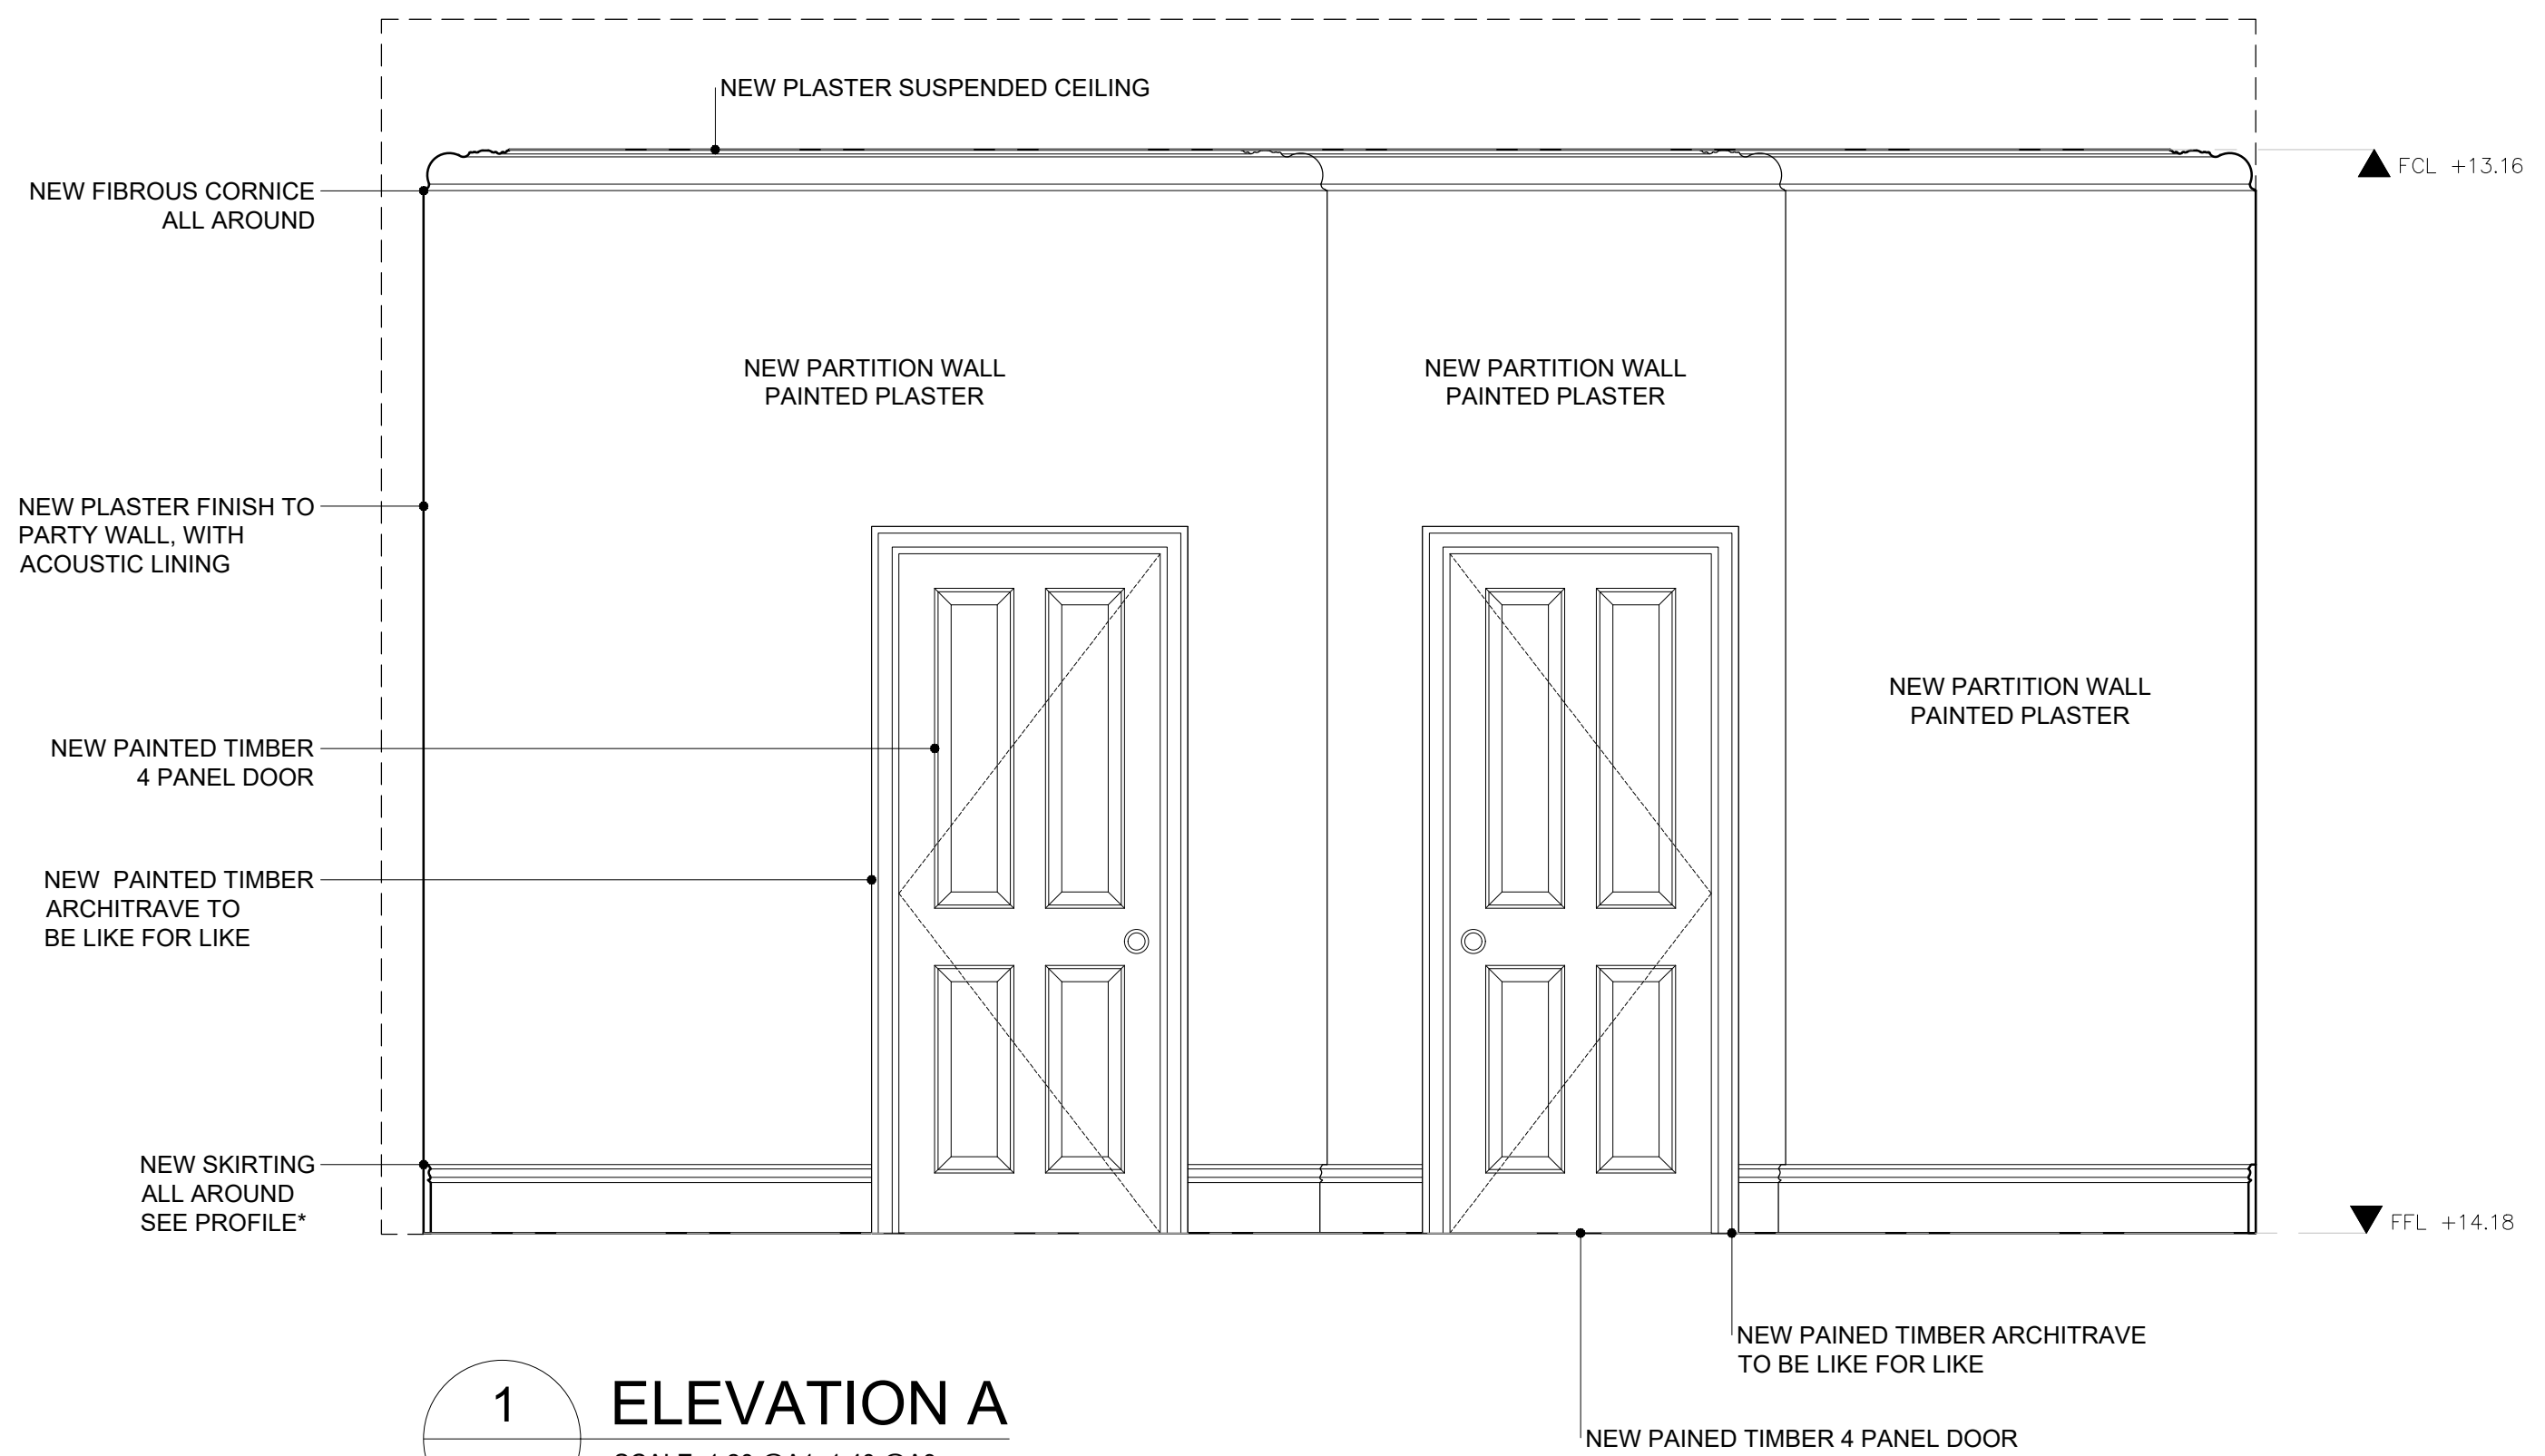 NEW PLASTER SUSPENDED CEILING
NEW FIBROUS CORNICE
ALL AROUND
FCL +13.16
NEW PARTITION WALL
PAINTED PLASTER
NEW PARTITION WALL
PAINTED PLASTER
NEW PLASTER FINISH TO
PARTY WALL, WITH
ACOUSTIC LINING
NEW PARTITION WALL
PAINTED PLASTER
NEW PAINTED TIMBER
4 PANEL DOOR
NEW PAINTED TIMBER
ARCHITRAVE TO
BE LIKE FOR LIKE
NEW SKIRTING
ALL AROUND
SEE PROFILE*
FFL +14.18
NEW PAINED TIMBER ARCHITRAVE
TO BE LIKE FOR LIKE
1
ELEVATION A
NEW PAINED TIMBER 4 PANEL DOOR